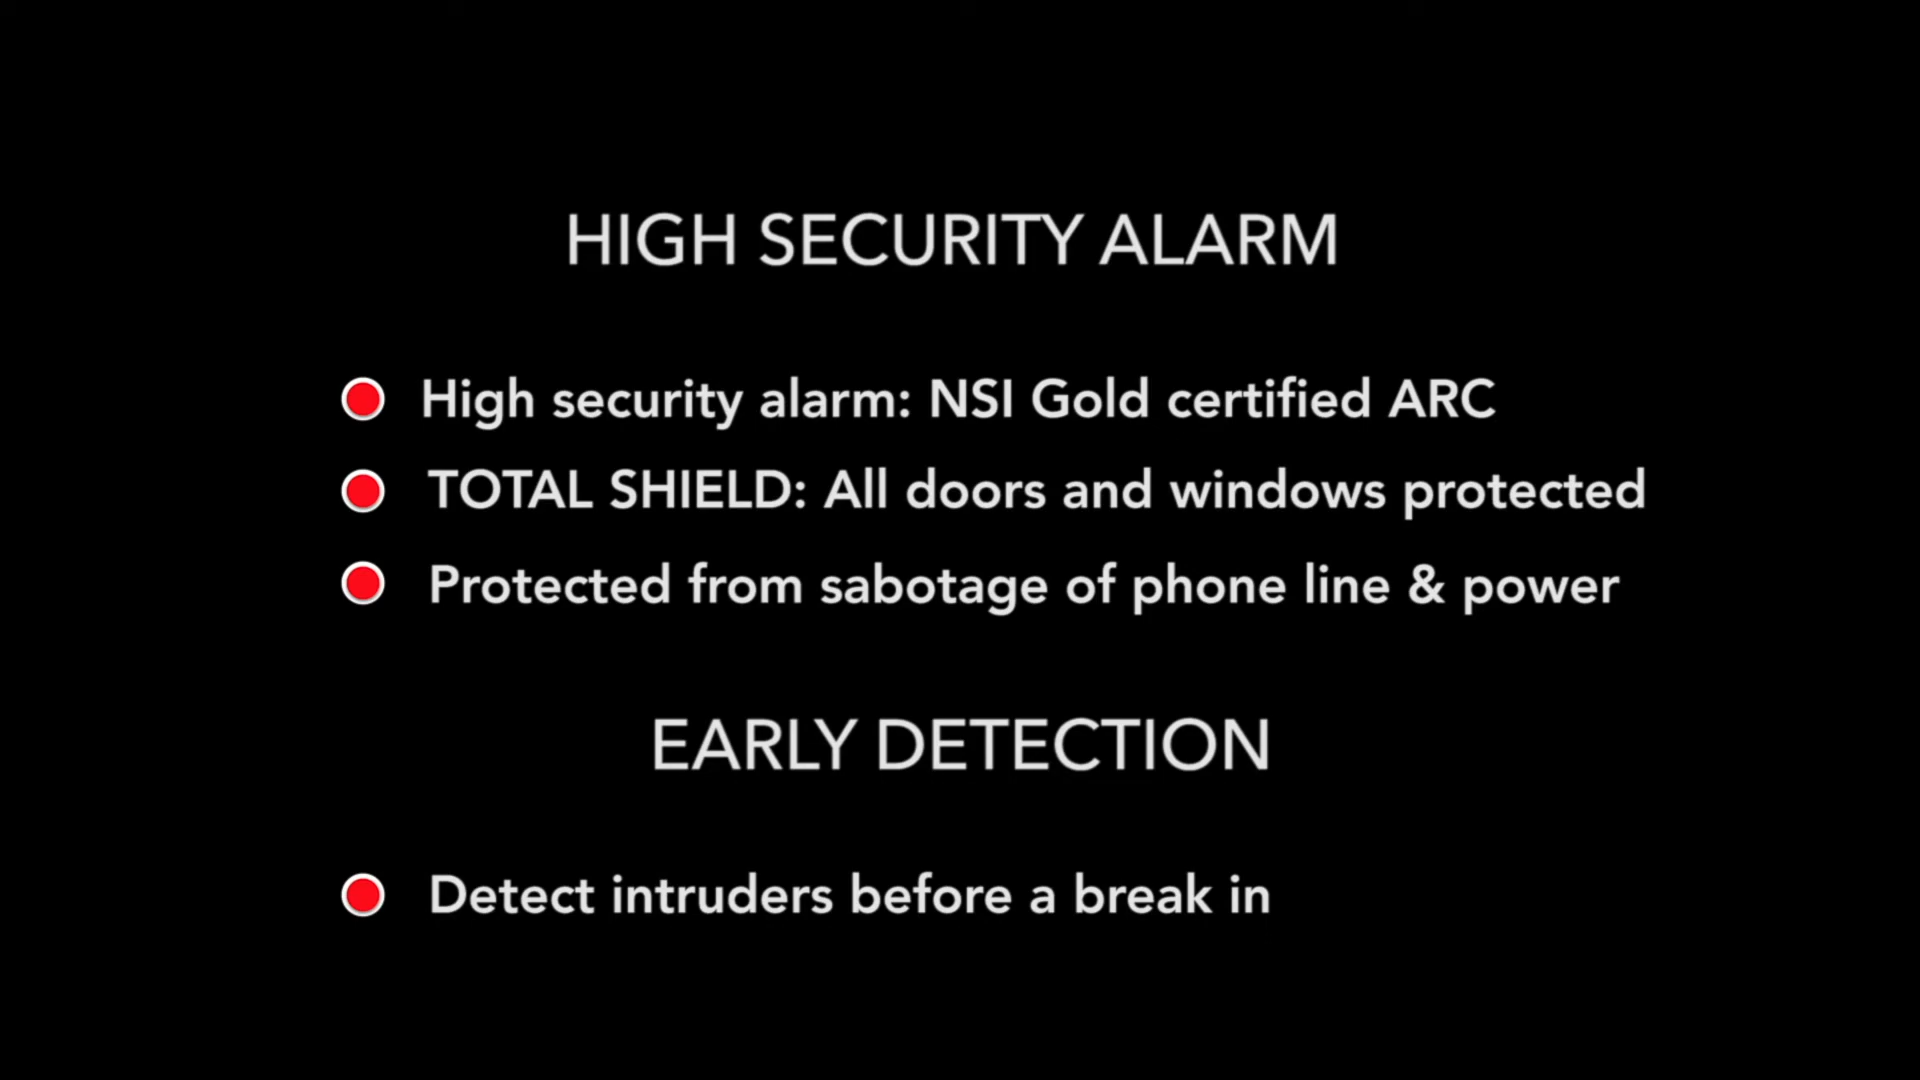 HIGH SECURITY ALARM
High security alarm: NSI Gold certified ARC
TOTAL SHIELD: All doors and windows protected
Protected from sabotage of phone line & power
EARLY DETECTION
Detect intruders before a break in